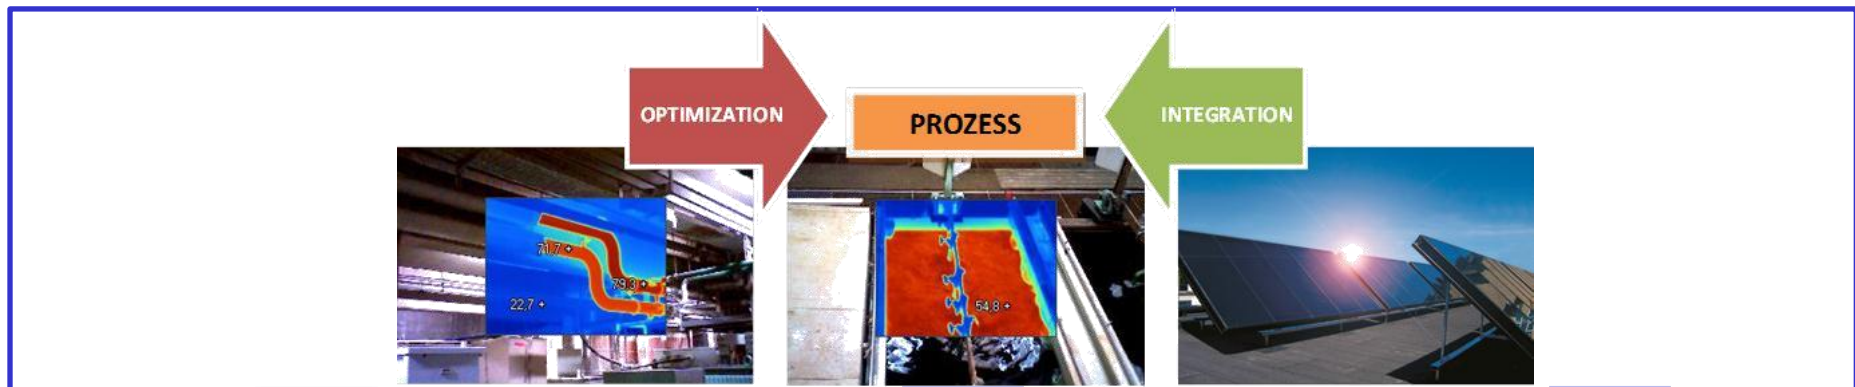 OPTIMIZATION
PROZESS
INTEGRATION
71,7 +
79,3 +
22,7 +
54,8 +